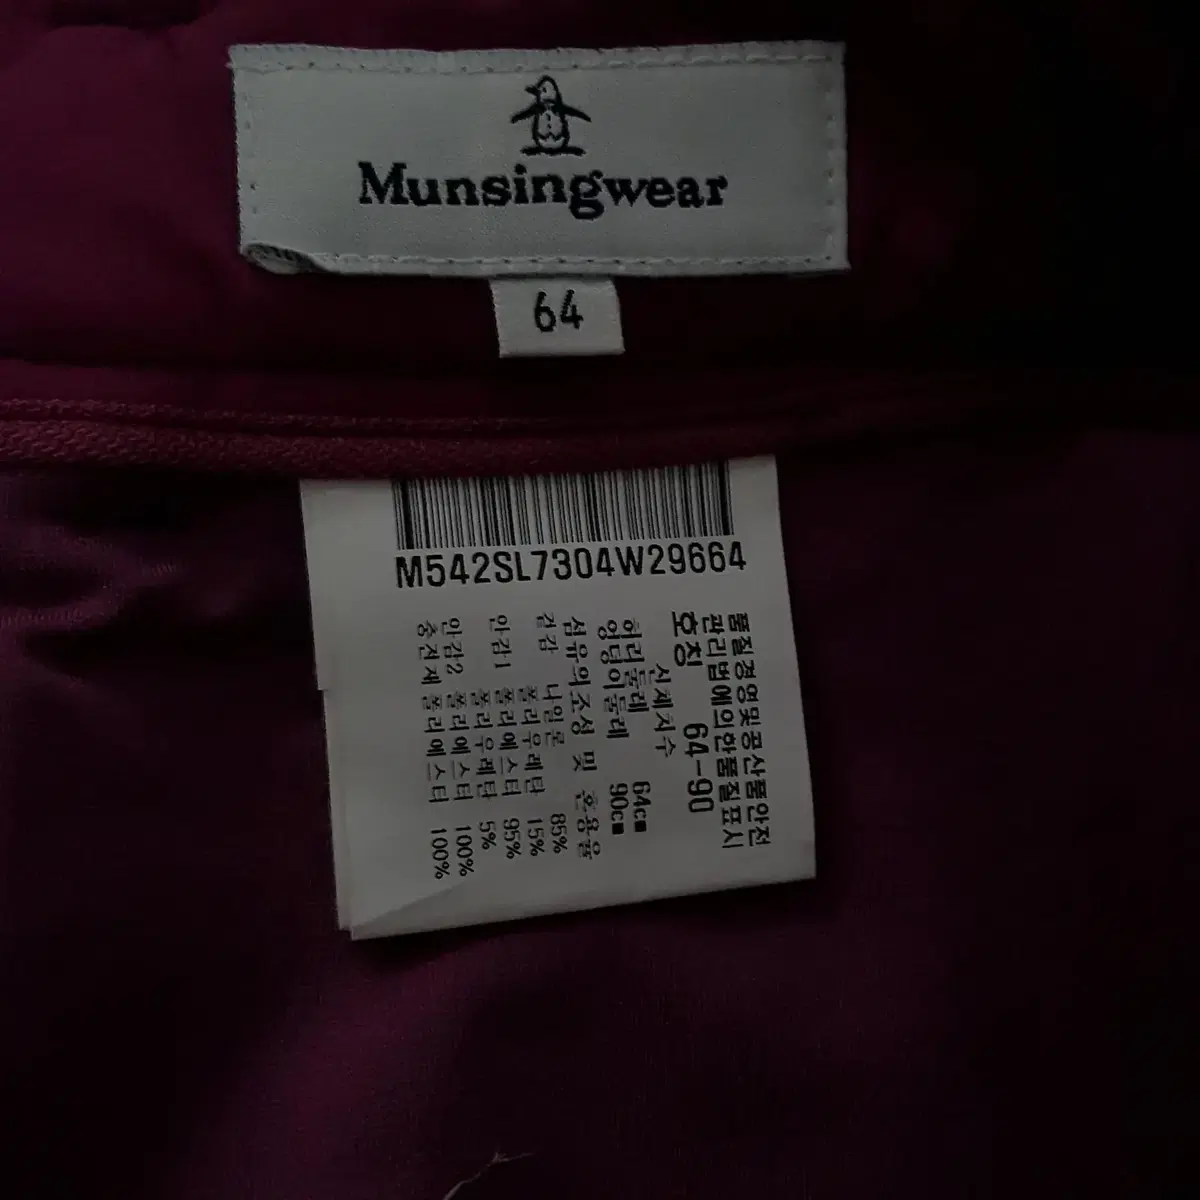 Munsingwear
64
M542SL7304W29664
품질경영및공산품안전
관리법에의한품질표시
호칭 64-90
신체치수
허리둘레 64cm
엉덩이둘레 90cm
섬유의조성 및 혼용율
겉감 나일론 85%
폴리우레탄 15%
안감1 폴리에스터 95%
폴리우레탄 5%
안감2 폴리에스터 100%
충전재 폴리에스터 100%